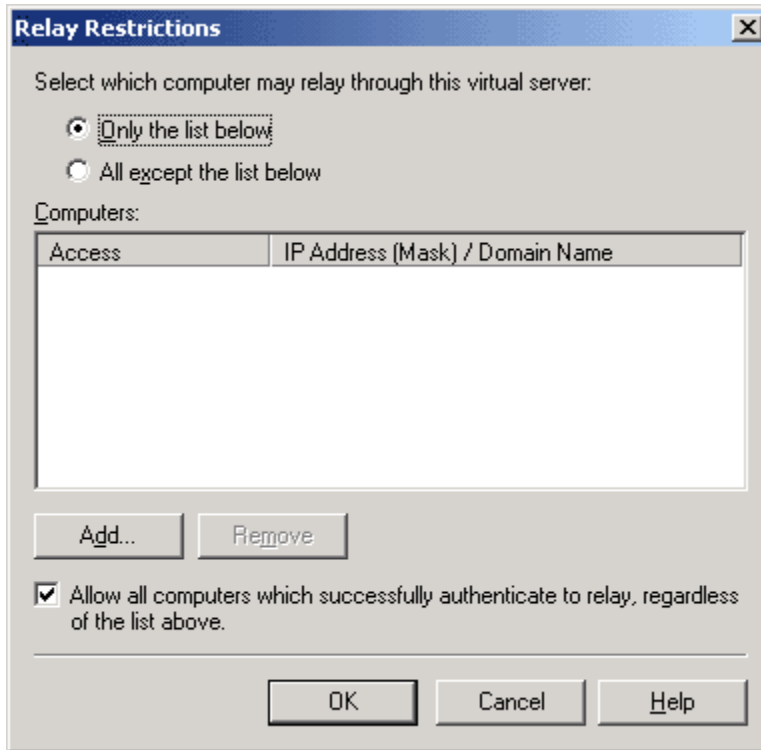 Relay Restrictions
Select which computer may relay through this virtual server:
Only the list below
All except the list below
Computers:
Access IP Address (Mask) / Domain Name
Add... Remove
Allow all computers which successfully authenticate to relay, regardless
of the list above.
OK Cancel Help